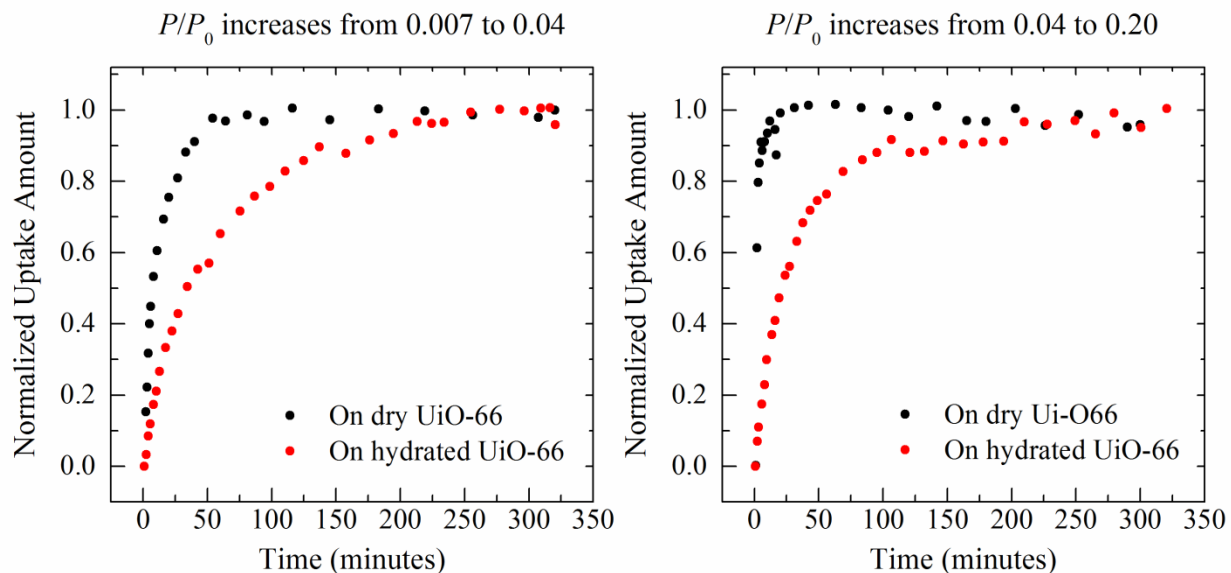 P/P0 increases from 0.007 to 0.04
Normalized Uptake Amount
1.0
0.8
0.6
0.4
0.2
0.0
On dry UiO-66
On hydrated UiO-66
0 50 100 150 200 250 300 350
Time (minutes)
P/P0 increases from 0.04 to 0.20
Normalized Uptake Amount
1.0
0.8
0.6
0.4
0.2
0.0
On dry Ui-O66
On hydrated UiO-66
0 50 100 150 200 250 300 350
Time (minutes)